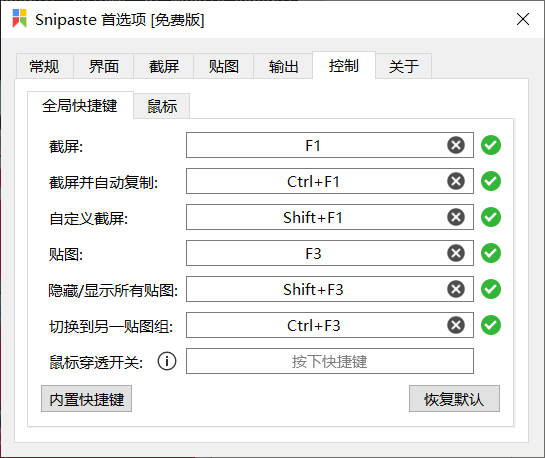 Snipaste 首选项 [免费版]
常规 界面 截屏 贴图 输出 控制 关于
全局快捷键 鼠标
截屏: F1
截屏并自动复制: Ctrl+F1
自定义截屏: Shift+F1
贴图: F3
隐藏/显示所有贴图: Shift+F3
切换到另一贴图组: Ctrl+F3
鼠标穿透开关: 按下快捷键
内置快捷键 恢复默认